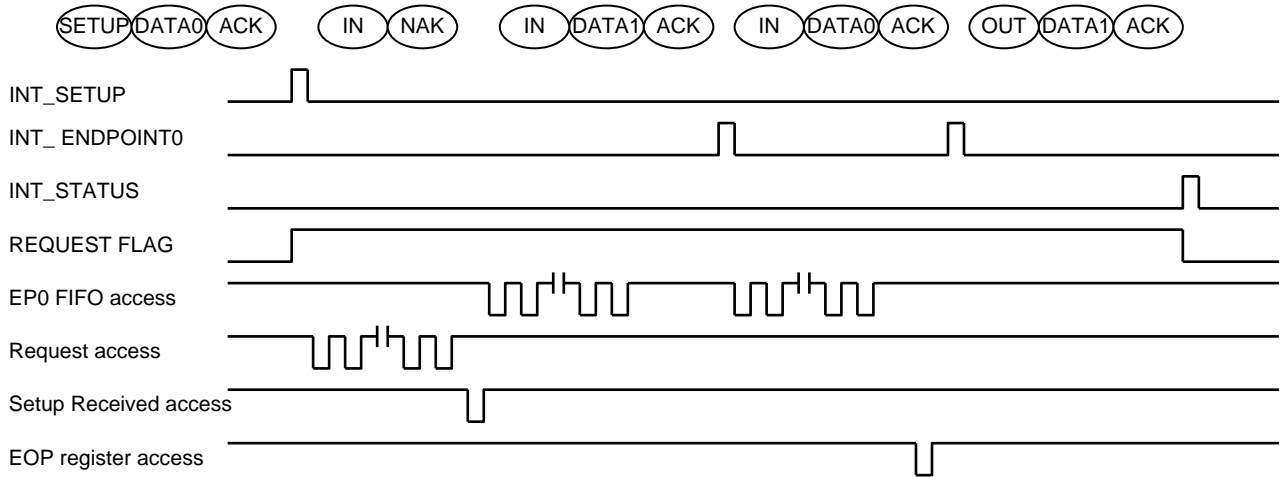 SETUP DATA0 ACK IN NAK IN DATA1 ACK IN DATA0 ACK OUT DATA1 ACK
INT_SETUP
INT_ ENDPOINT0
INT_STATUS
REQUEST FLAG
EP0 FIFO access
Request access
Setup Received access
EOP register access